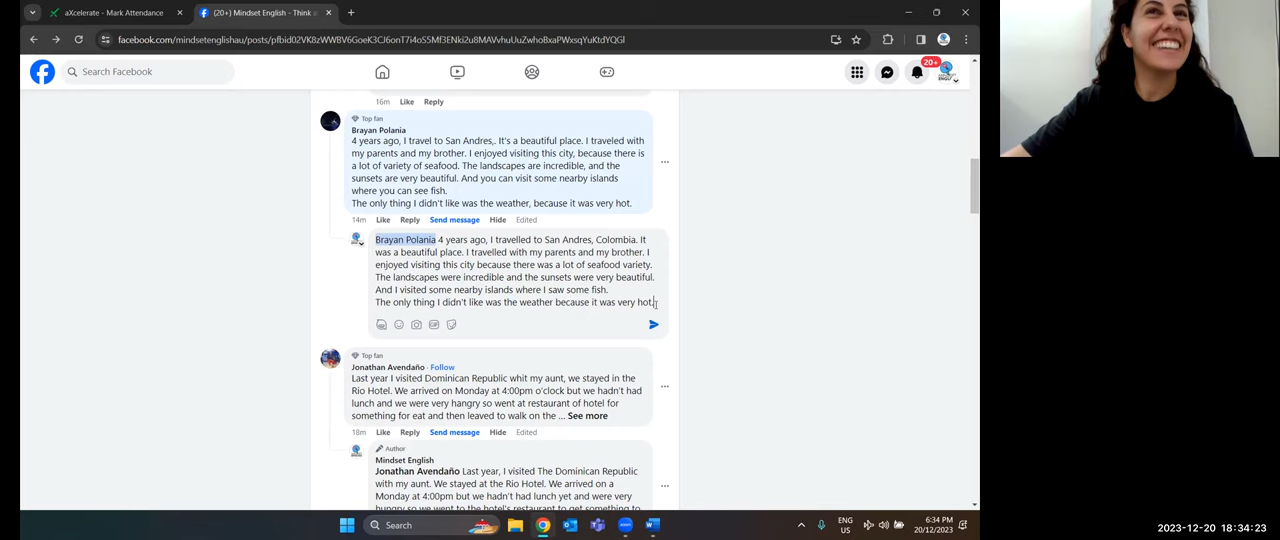 aXcelerate - Mark Attendance
(20+) Mindset English - Think
facebook.com/mindsetenglishau/posts/
Search Facebook
20+
16m Like Reply
Top fan
Brayan Polania
4 years ago, I travel to San Andres,. It's a beautiful place. I traveled with
my parents and my brother. I enjoyed visiting this city, because there is
a lot of variety of seafood. The landscapes are incredible, and the
sunsets are very beautiful. And you can visit some nearby islands
where you can see fish.
The only thing I didn't like was the weather, because it was very hot.
14m Like Reply Send message Hide Edited
Brayan Polania 4 years ago, I travelled to San Andres, Colombia. It
was a beautiful place. I travelled with my parents and my brother. I
enjoyed visiting this city because there was a lot of seafood variety.
The landscapes were incredible and the sunsets were very beautiful.
And I visited some nearby islands where I saw some fish.
The only thing I didn't like was the weather because it was very hot.
GIF
Top fan
Jonathan Avendaño · Follow
Last year I visited Dominican Republic whit my aunt, we stayed in the
Rio Hotel. We arrived on Monday at 4:00pm o'clock but we hadn't had
lunch and we were very hangry so went at restaurant of hotel for
something for eat and then leaved to walk on the ... See more
18m Like Reply Send message Hide Edited
Author
Mindset English
Jonathan Avendaño Last year, I visited The Dominican Republic
with my aunt. We stayed at the Rio Hotel. We arrived on a
Monday at 4:00pm but we hadn't had lunch yet and were very
hungry so we went to the hotel's restaurant to get something to
Search
ENG
US
6:34 PM
20/12/2023
2023-12-20 18:34:23